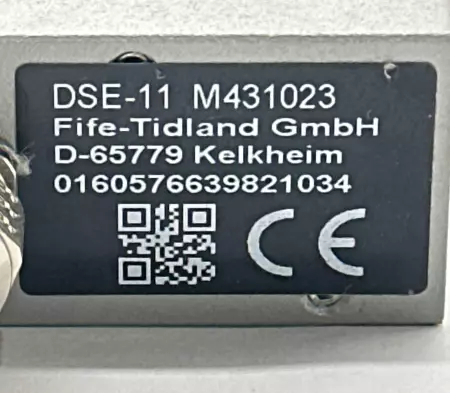 DSE-11 M431023
Fife-Tidland GmbH
D-65779 Kelkheim
0160576639821034
CE